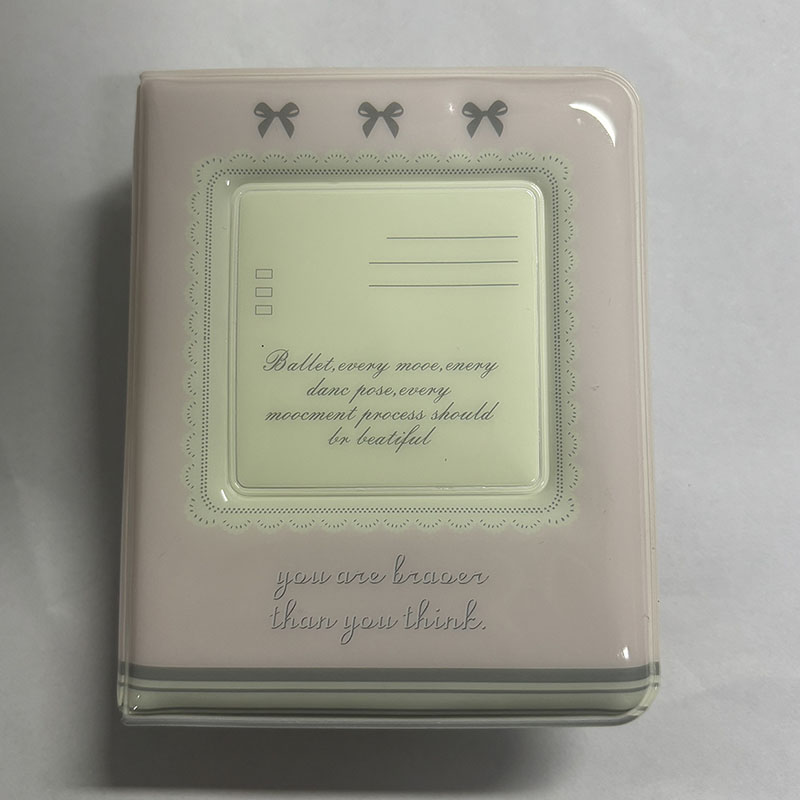 Ballet,every mooe,enery
danc pose,every
moocment process should
br beatiful
you are braoer
than you think.